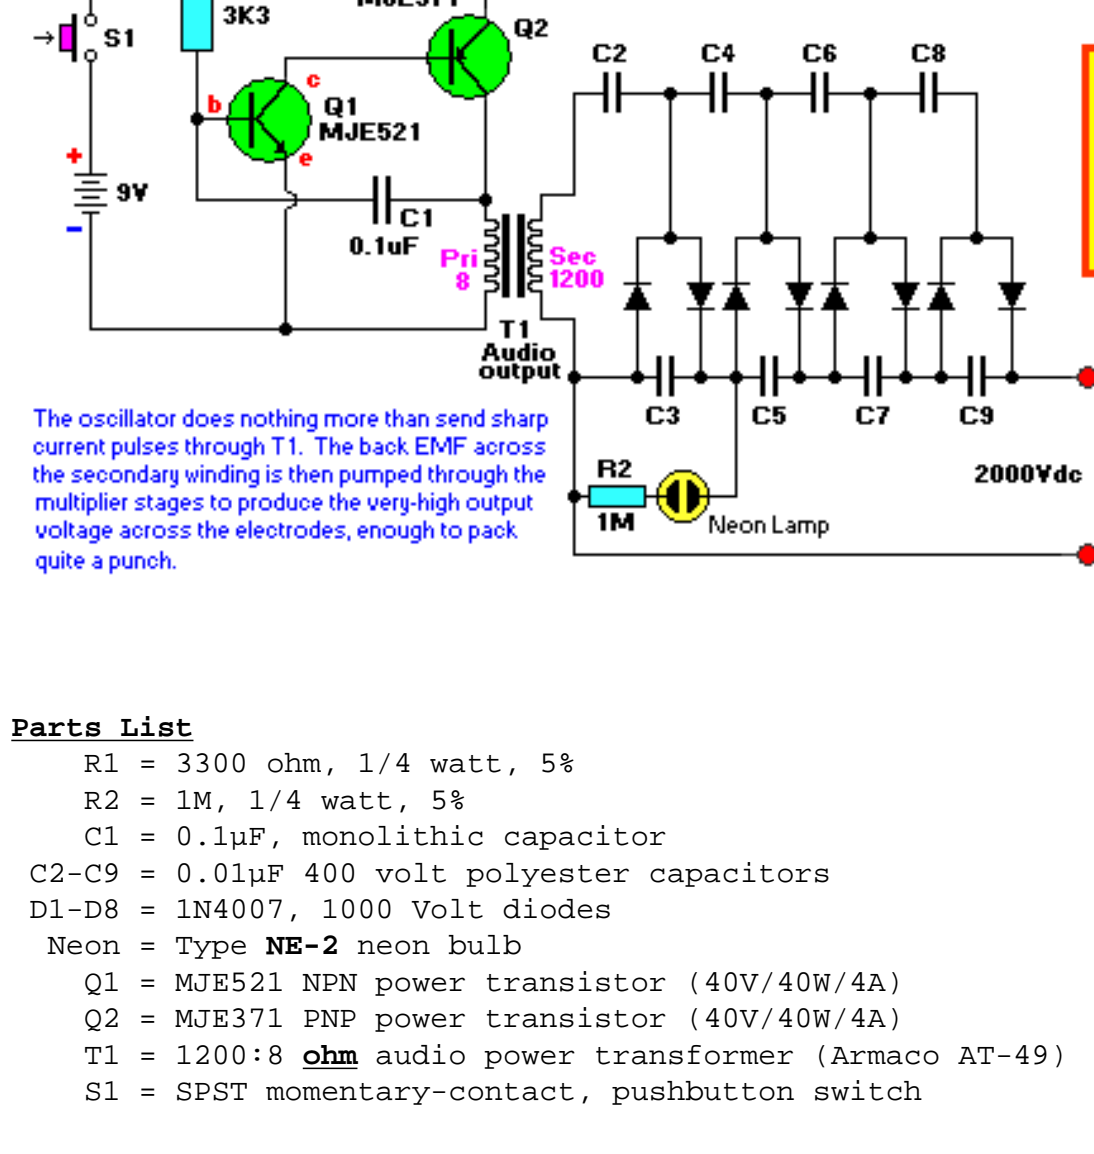 3K3
S1
Q2
C2 C4 C6 C8
b
c
Q1
MJE521
e
+
9V
-
C1
0.1uF
Pri
8
Sec
1200
T1
Audio
output
C3 C5 C7 C9
The oscillator does nothing more than send sharp
current pulses through T1. The back EMF across
the secondary winding is then pumped through the
multiplier stages to produce the very-high output
voltage across the electrodes, enough to pack
quite a punch.
R2
1M
Neon Lamp
2000Vdc
Parts List
R1 = 3300 ohm, 1/4 watt, 5%
R2 = 1M, 1/4 watt, 5%
C1 = 0.1µF, monolithic capacitor
C2-C9 = 0.01µF 400 volt polyester capacitors
D1-D8 = 1N4007, 1000 Volt diodes
Neon = Type NE-2 neon bulb
Q1 = MJE521 NPN power transistor (40V/40W/4A)
Q2 = MJE371 PNP power transistor (40V/40W/4A)
T1 = 1200:8 ohm audio power transformer (Armaco AT-49)
S1 = SPST momentary-contact, pushbutton switch